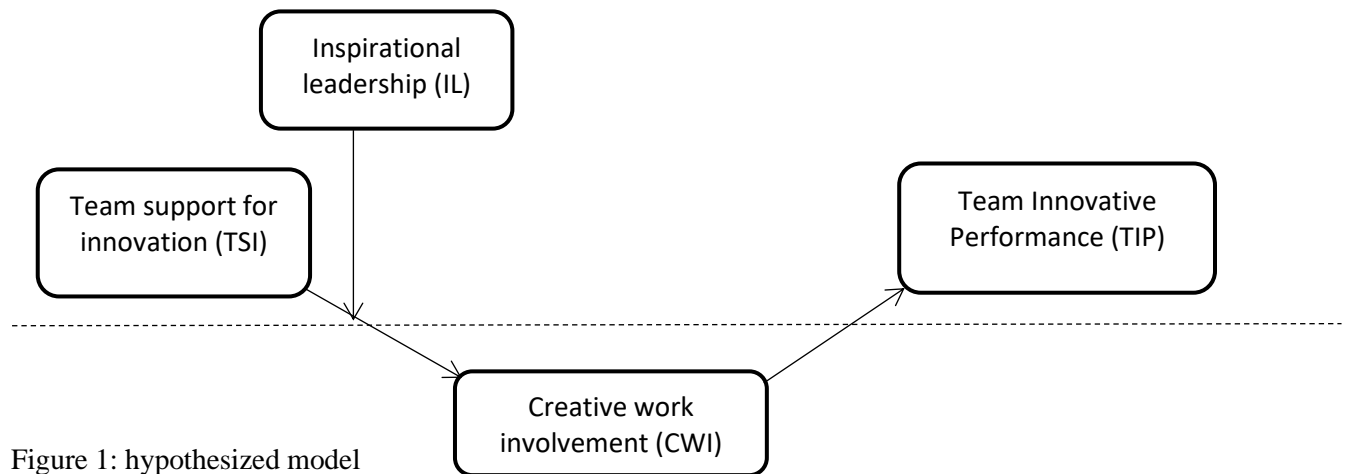 Inspirational
leadership (IL)
Team support for
innovation (TSI)
Team Innovative
Performance (TIP)
Creative work
involvement (CWI)
Figure 1: hypothesized model